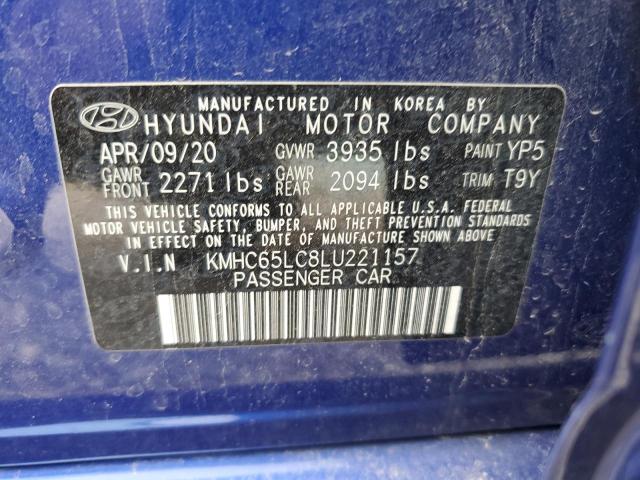 MANUFACTURED IN KOREA BY
HYUNDAI MOTOR COMPANY
APR/09/20 GVWR 3935 lbs PAINT YP5
GAWR FRONT 2271 lbs GAWR REAR 2094 lbs TRIM T9Y
THIS VEHICLE CONFORMS TO ALL APPLICABLE U.S.A. FEDERAL
MOTOR VEHICLE SAFETY, BUMPER, AND THEFT PREVENTION STANDARDS
IN EFFECT ON THE DATE OF MANUFACTURE SHOWN ABOVE.
V.I.N KMHC65LC8LU221157
PASSENGER CAR